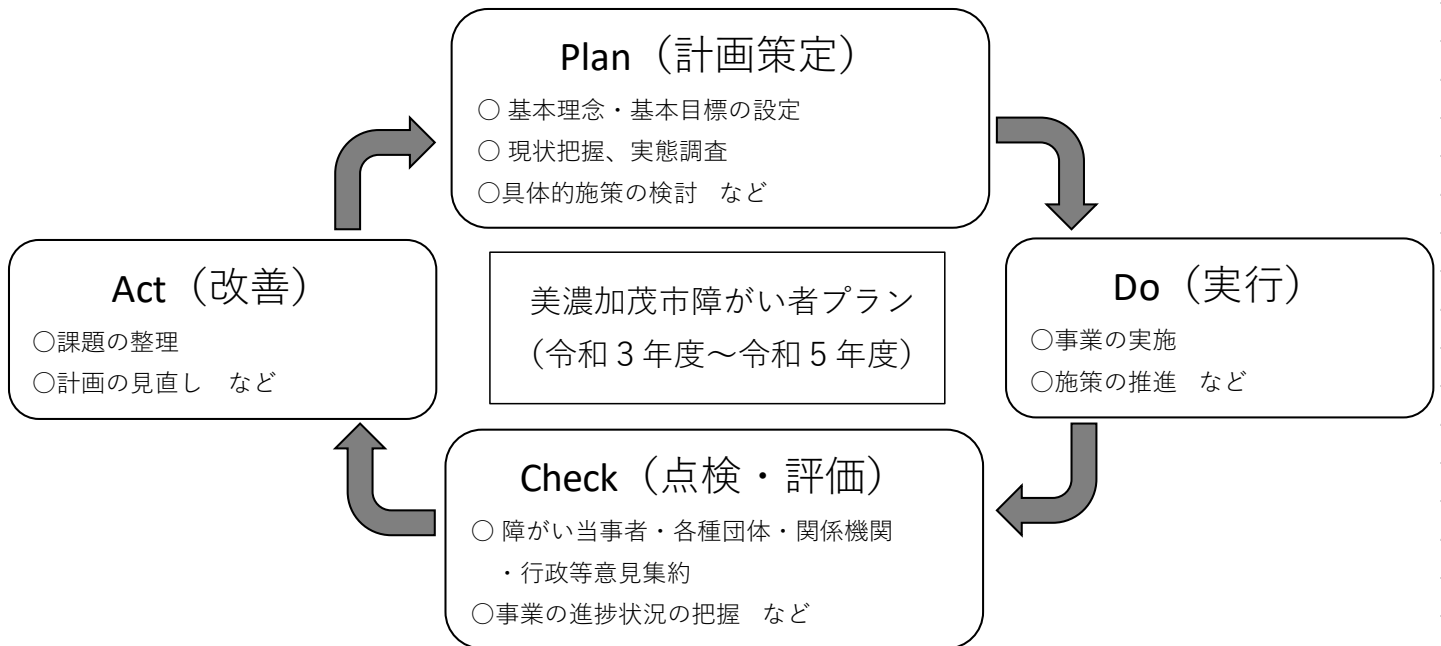 Plan（計画策定）
○ 基本理念・基本目標の設定
○ 現状把握、実態調査
○具体的施策の検討　など
Act（改善）
○課題の整理
○計画の見直し　など
美濃加茂市障がい者プラン
（令和３年度～令和５年度）
Do（実行）
○事業の実施
○施策の推進　など
Check（点検・評価）
○ 障がい当事者・各種団体・関係機関
・行政等意見集約
○事業の進捗状況の把握　など